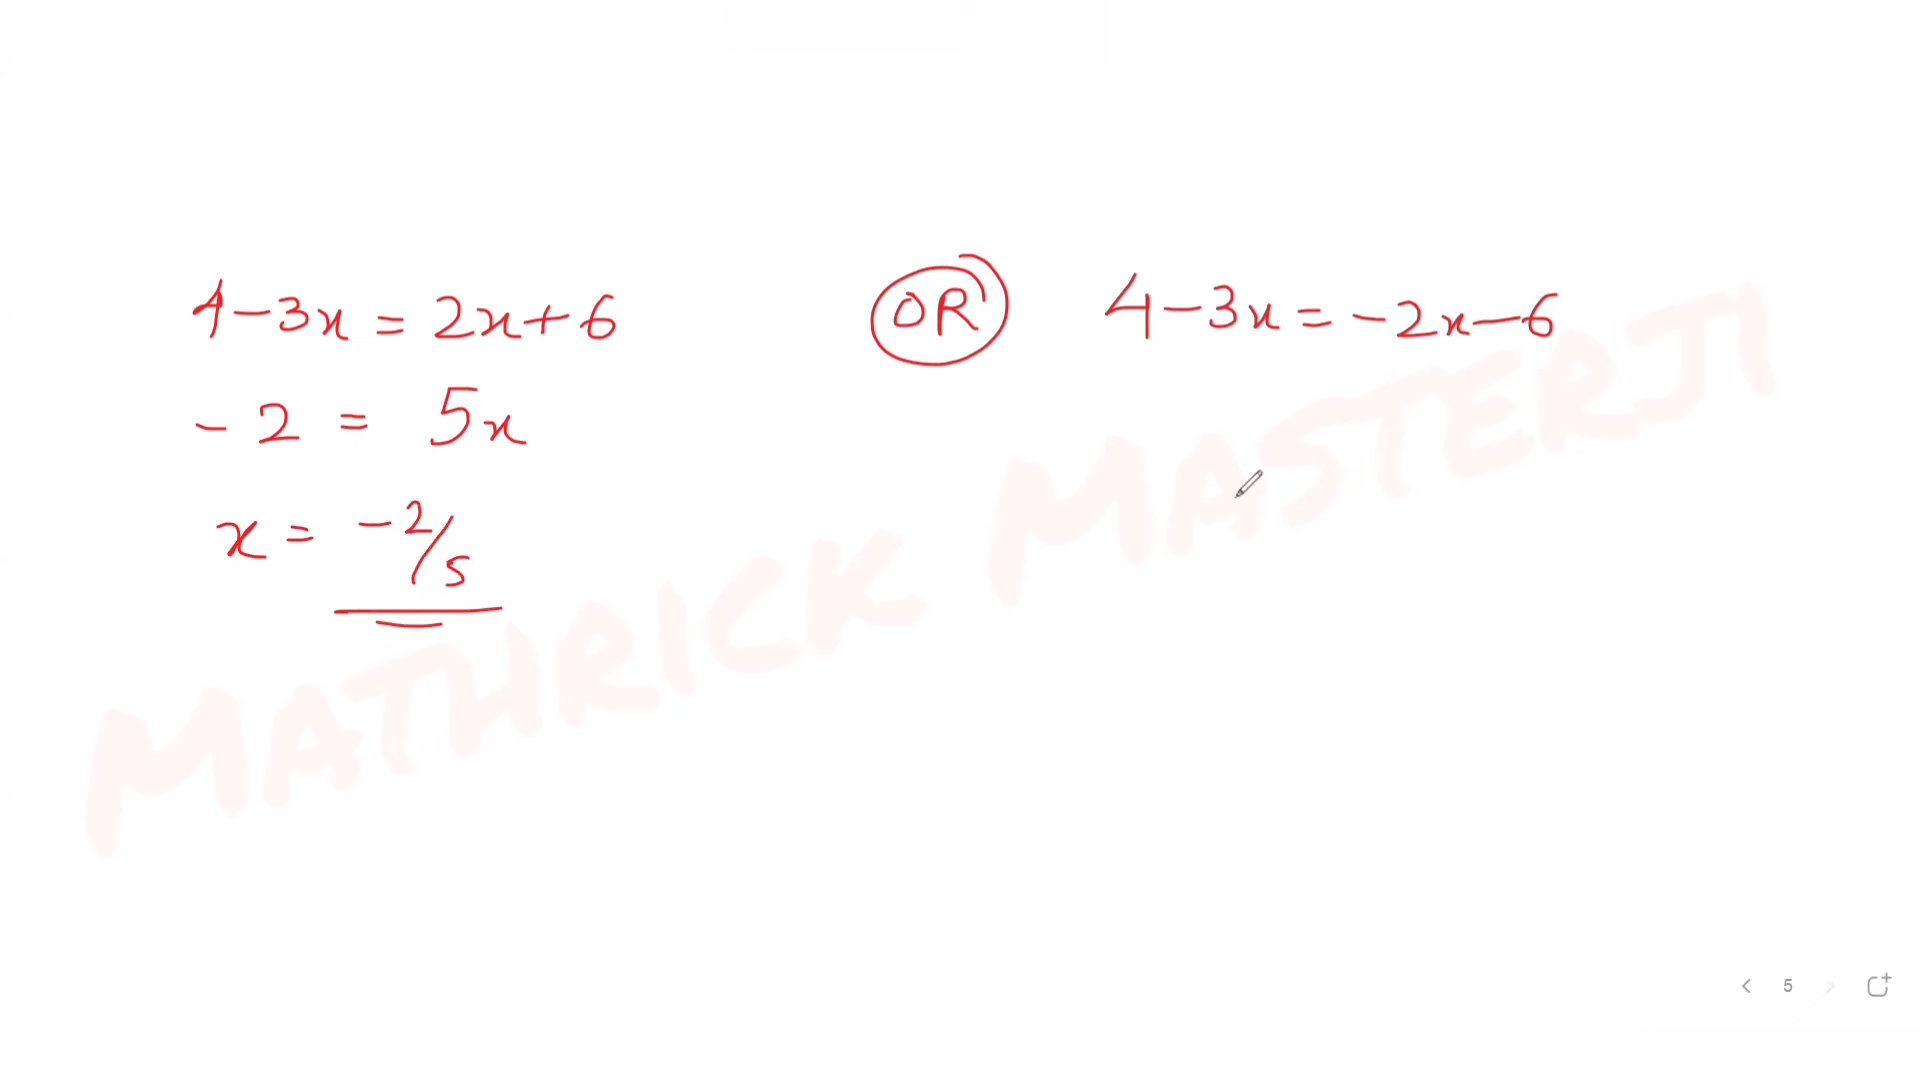 4-3x = 2x+6 OR 4-3x = -2x-6
-2 = 5x
x = -2/5
MATHRICK MASTERJI
5